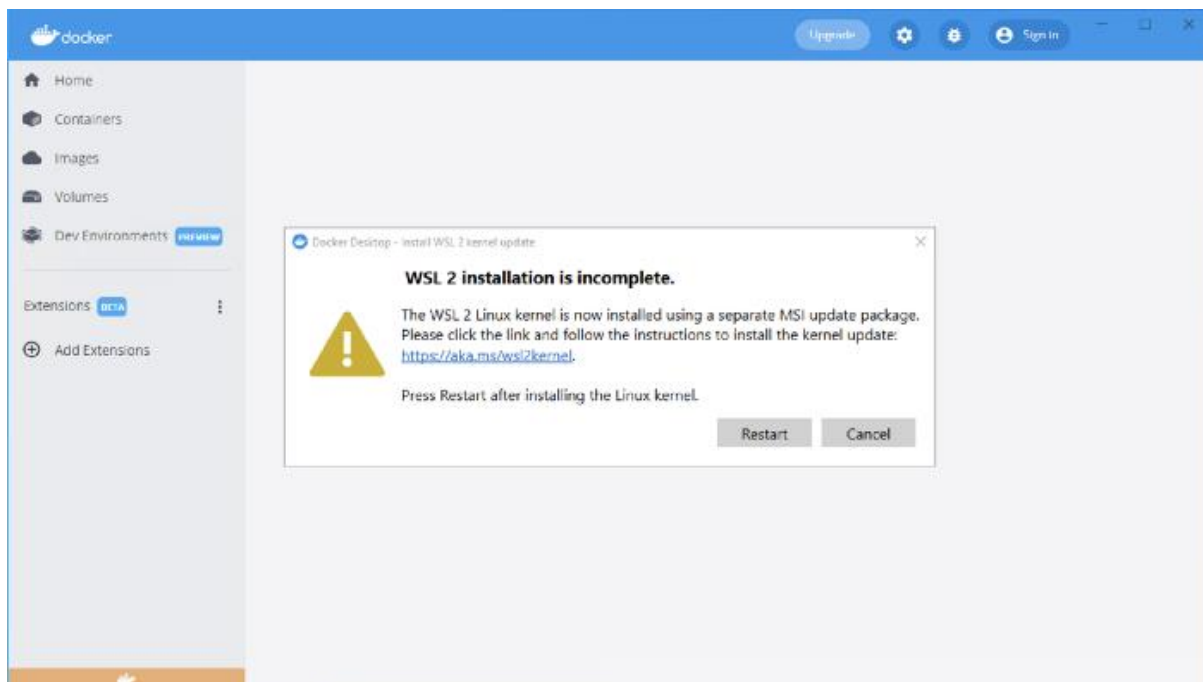 docker
Upgrade
Sign in
Home
Containers
Images
Volumes
Dev Environments PREVIEW
Extensions BETA
Add Extensions
Docker Desktop - Install WSL 2 kernel update
WSL 2 installation is incomplete.
The WSL 2 Linux kernel is now installed using a separate MSI update package.
Please click the link and follow the instructions to install the kernel update:
https://aka.ms/wsl2kernel.
Press Restart after installing the Linux kernel.
Restart
Cancel